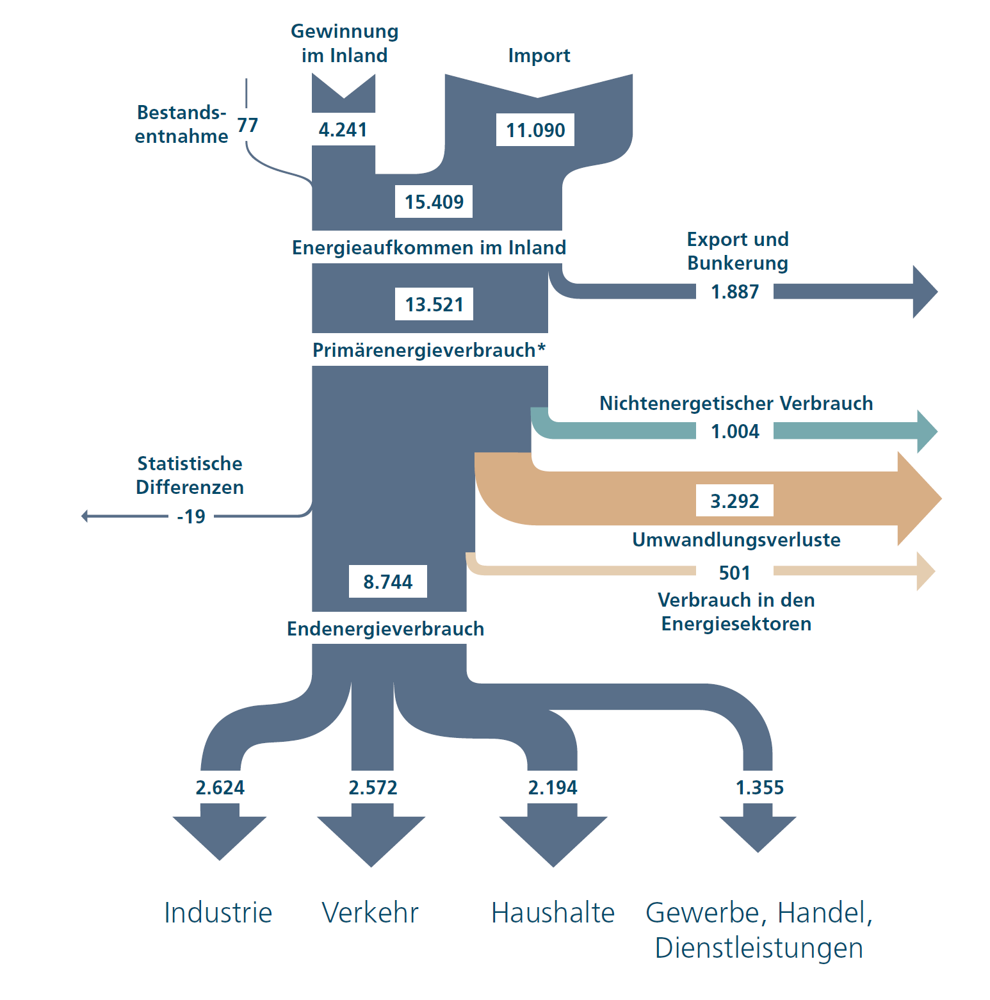 Gewinnung
im Inland
Import
Bestands-
entnahme
77
4.241
11.090
15.409
Energieaufkommen im Inland
Export und
Bunkerung
1.887
13.521
Primärenergieverbrauch*
Nichtenergetischer Verbrauch
1.004
Statistische
Differenzen
-19
3.292
Umwandlungsverluste
501
Verbrauch in den
Energiesektoren
8.744
Endenergieverbrauch
2.624
2.572
2.194
1.355
Industrie
Verkehr
Haushalte
Gewerbe, Handel,
Dienstleistungen